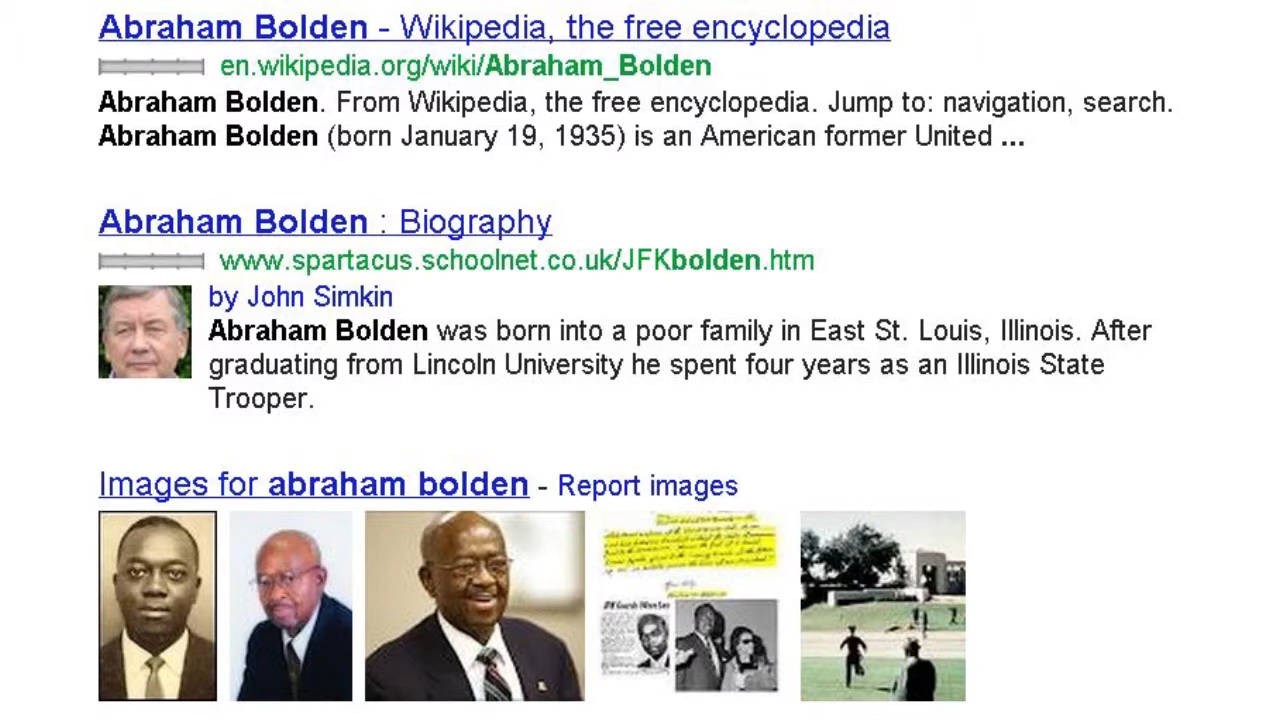 Abraham Bolden - Wikipedia, the free encyclopedia
en.wikipedia.org/wiki/Abraham_Bolden
Abraham Bolden. From Wikipedia, the free encyclopedia. Jump to: navigation, search.
Abraham Bolden (born January 19, 1935) is an American former United ...
Abraham Bolden : Biography
www.spartacus.schoolnet.co.uk/JFKbolden.htm
by John Simkin
Abraham Bolden was born into a poor family in East St. Louis, Illinois. After
graduating from Lincoln University he spent four years as an Illinois State
Trooper.
Images for abraham bolden - Report images